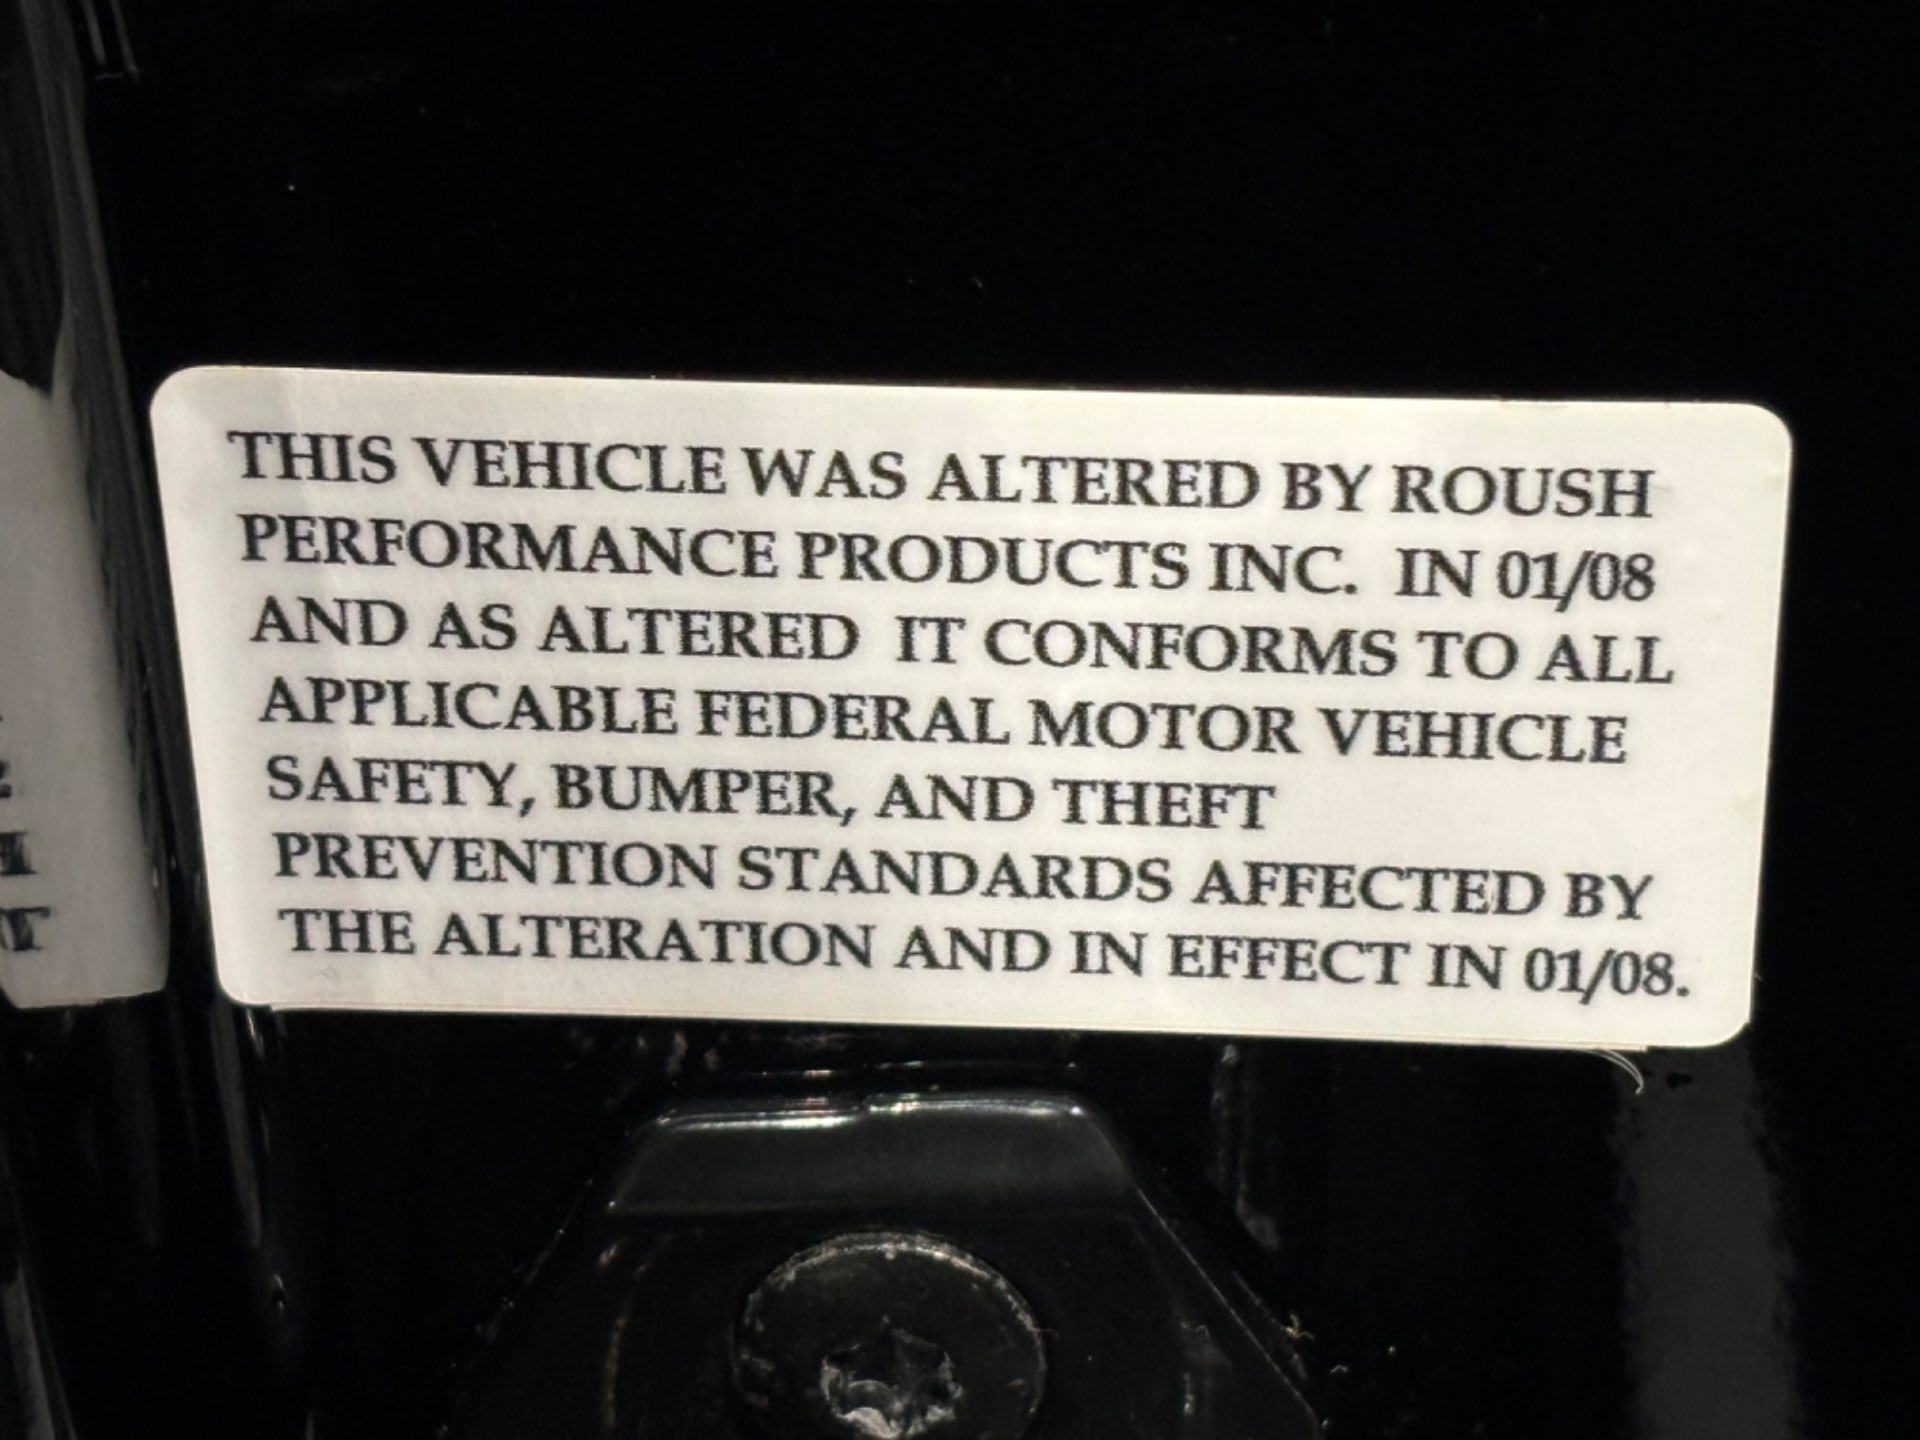 THIS VEHICLE WAS ALTERED BY ROUSH
PERFORMANCE PRODUCTS INC. IN 01/08
AND AS ALTERED IT CONFORMS TO ALL
APPLICABLE FEDERAL MOTOR VEHICLE
SAFETY, BUMPER, AND THEFT
PREVENTION STANDARDS AFFECTED BY
THE ALTERATION AND IN EFFECT IN 01/08.